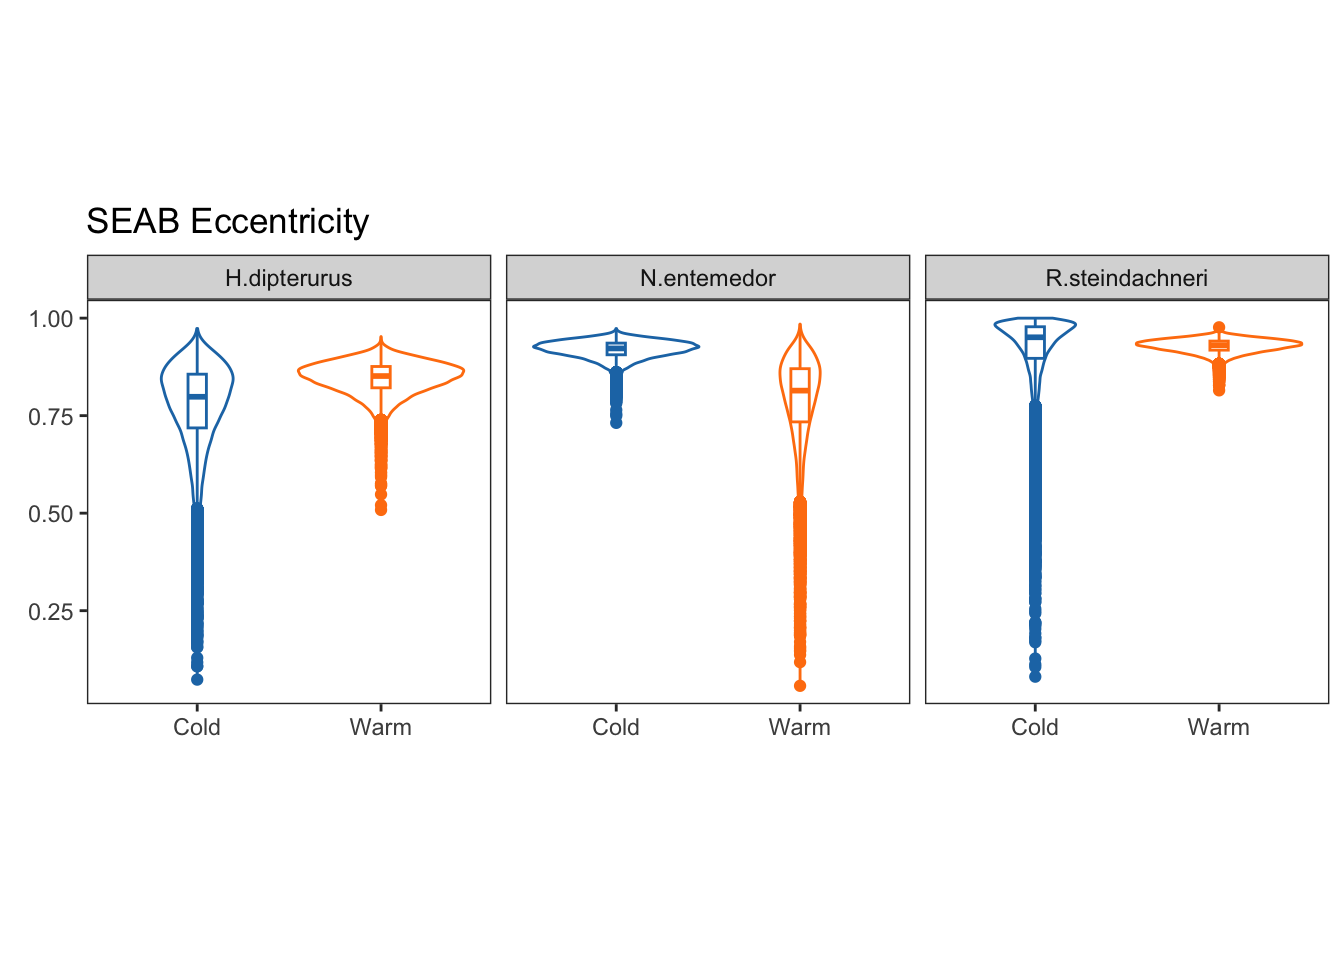 SEAB Eccentricity
H.dipterurus N.entemedor R.steindachneri
1.00
0.75
0.50
0.25
Cold Warm Cold Warm Cold Warm